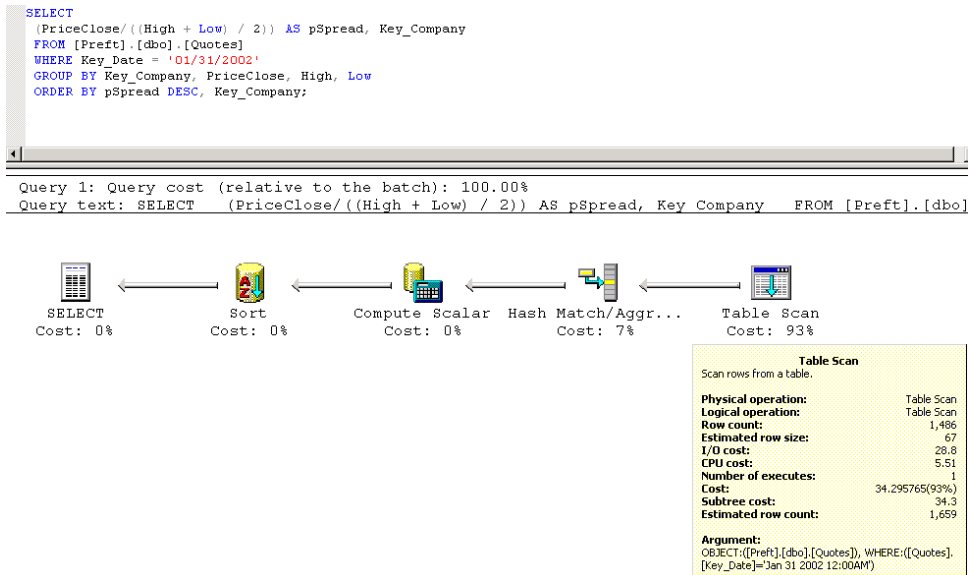 SELECT
(PriceClose/((High + Low) / 2)) AS pSpread, Key_Company
FROM [Preft].[dbo].[Quotes]
WHERE Key_Date = '01/31/2002'
GROUP BY Key_Company, PriceClose, High, Low
ORDER BY pSpread DESC, Key_Company;
Query 1: Query cost (relative to the batch): 100.00%
Query text: SELECT (PriceClose/((High + Low) / 2)) AS pSpread, Key_Company FROM [Preft].[dbo]
SELECT
Cost: 0%
Sort
Cost: 0%
Compute Scalar
Cost: 0%
Hash Match/Aggr...
Cost: 7%
Table Scan
Cost: 93%
Table Scan
Scan rows from a table.
Physical operation: Table Scan
Logical operation: Table Scan
Row count: 1,486
Estimated row size: 67
I/O cost: 28.8
CPU cost: 5.51
Number of executes: 1
Cost: 34.295765(93%)
Subtree cost: 34.3
Estimated row count: 1,659
Argument:
OBJECT:([Preft].[dbo].[Quotes]), WHERE:([Quotes].
[Key_Date]='Jan 31 2002 12:00AM')